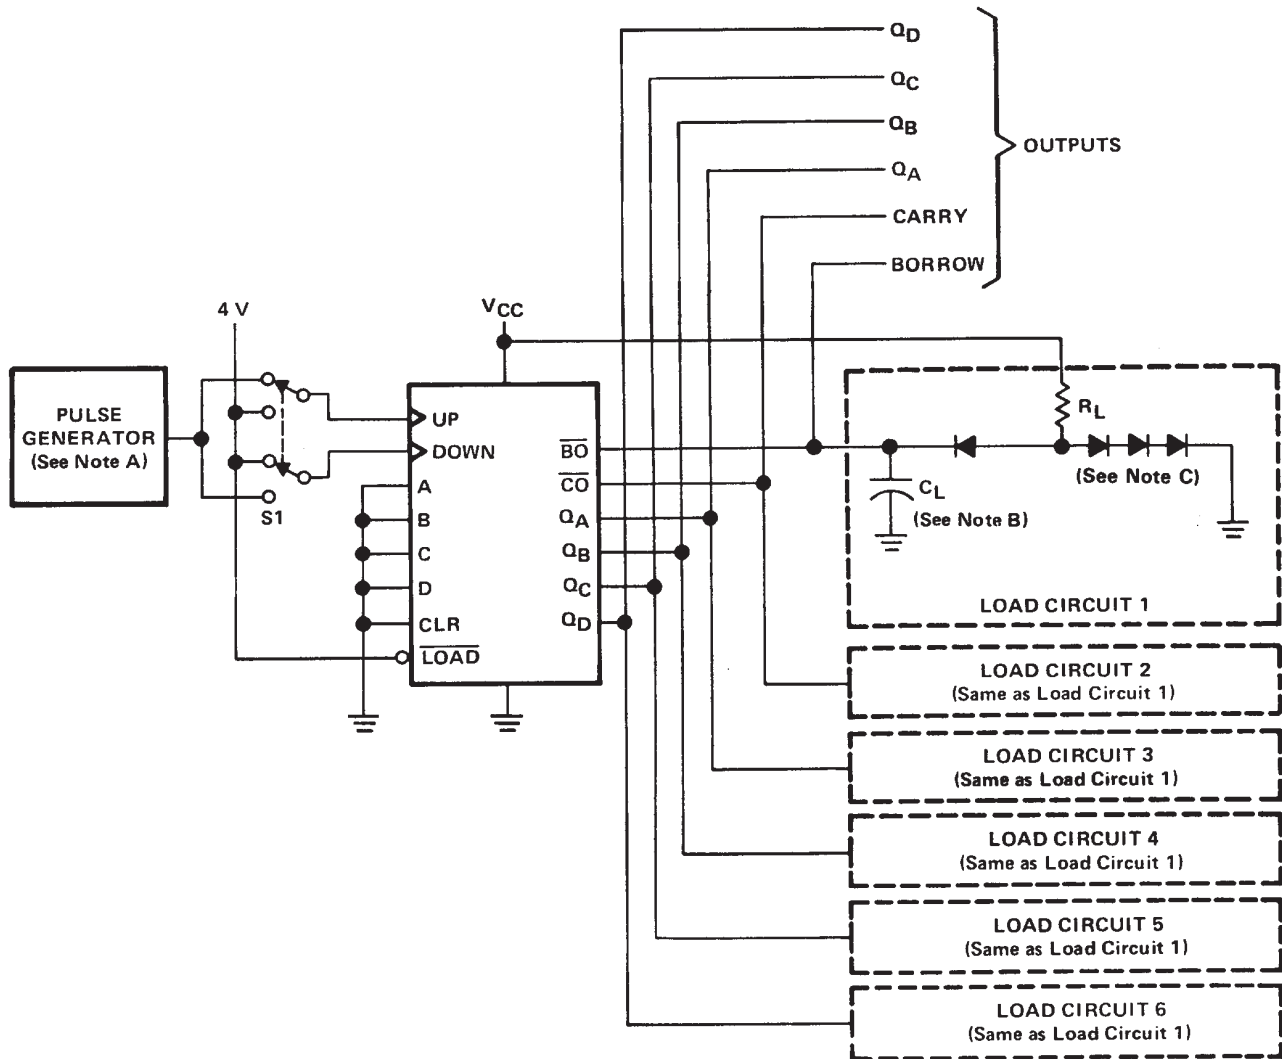 QD
QC
QB
OUTPUTS
QA
CARRY
BORROW
4 V
VCC
PULSE
GENERATOR
(See Note A)
S1
UP
DOWN
A
B
C
D
CLR
LOAD
BO
CO
QA
QB
QC
QD
RL
(See Note C)
CL
(See Note B)
LOAD CIRCUIT 1
LOAD CIRCUIT 2
(Same as Load Circuit 1)
LOAD CIRCUIT 3
(Same as Load Circuit 1)
LOAD CIRCUIT 4
(Same as Load Circuit 1)
LOAD CIRCUIT 5
(Same as Load Circuit 1)
LOAD CIRCUIT 6
(Same as Load Circuit 1)